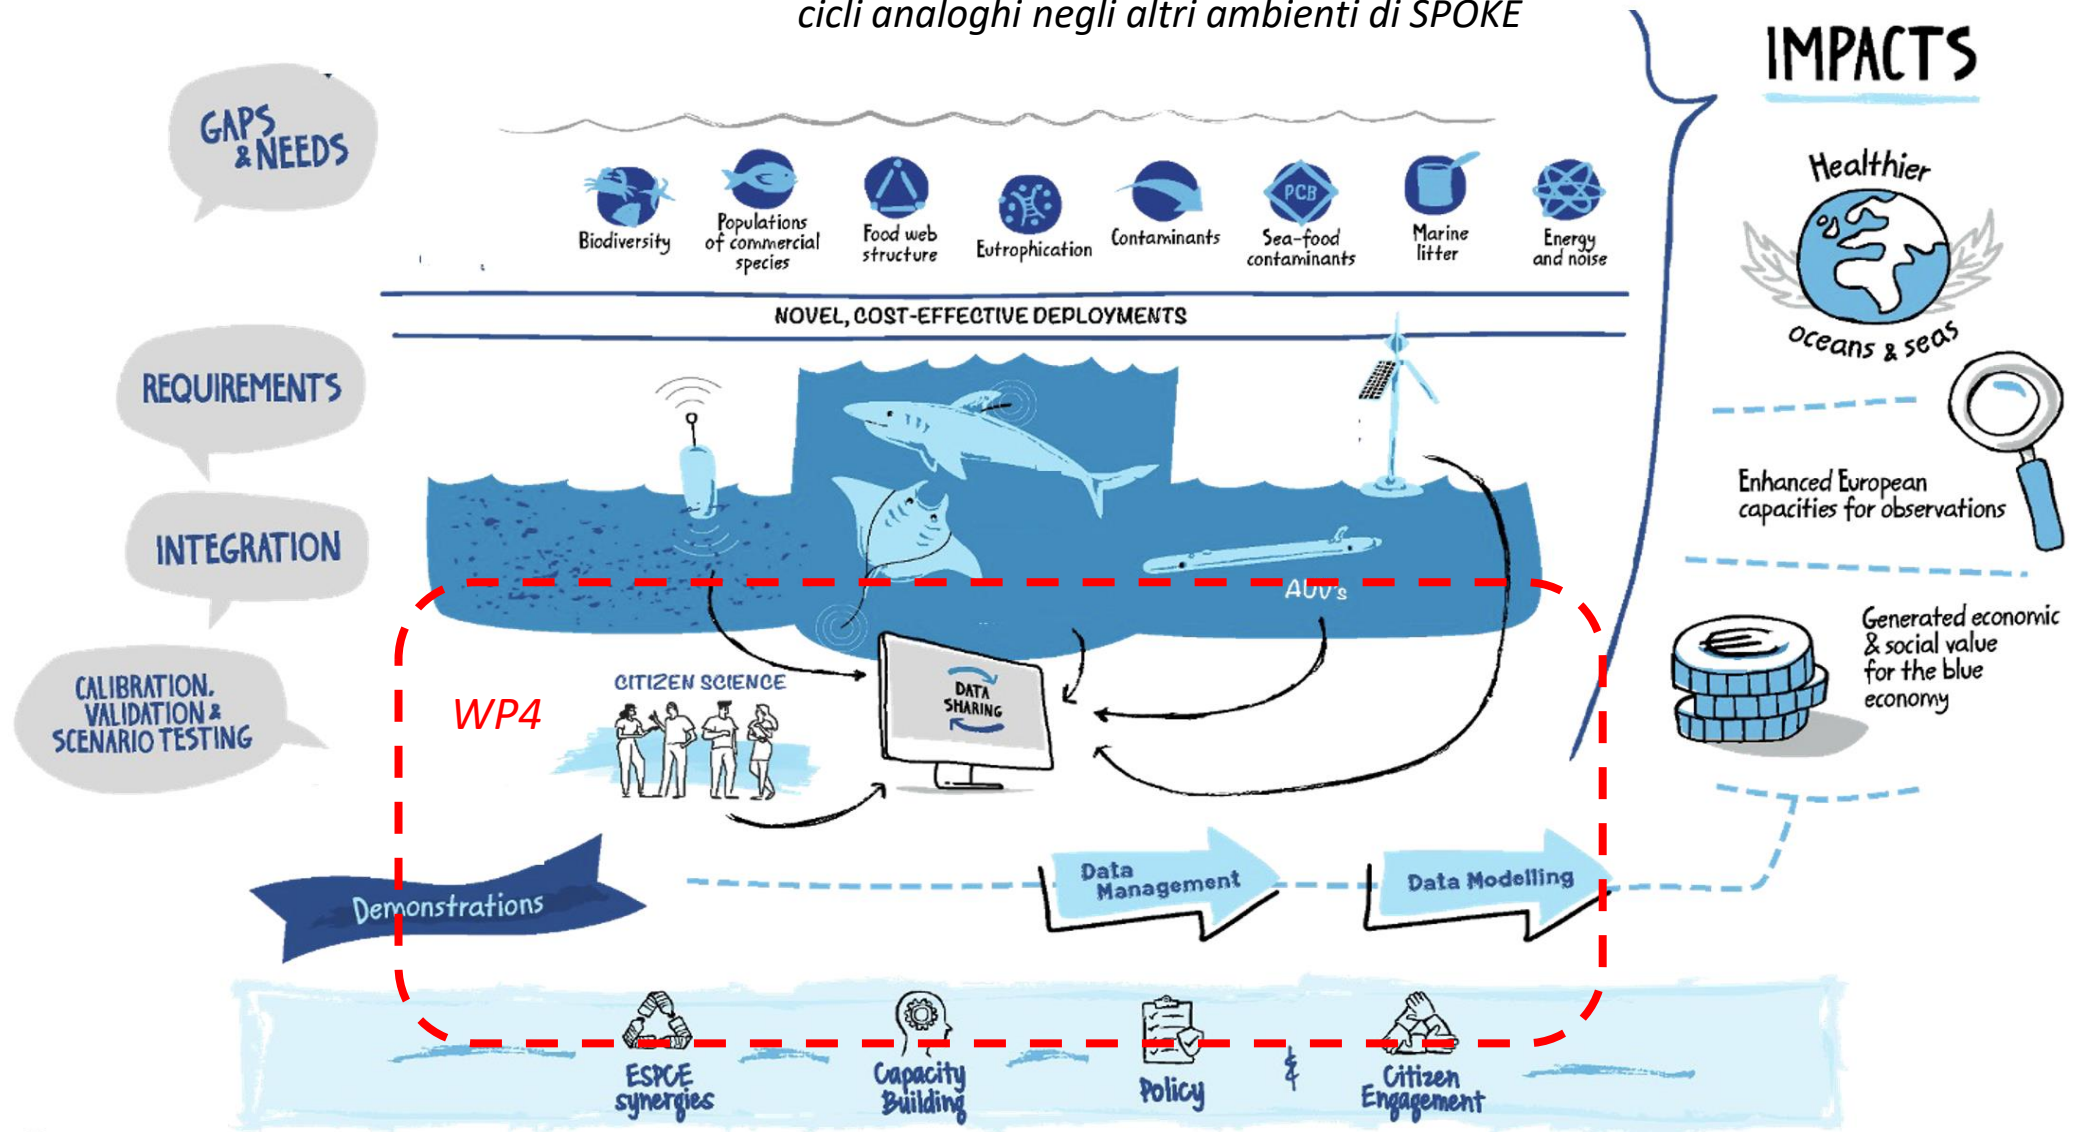 cicli analoghi negli altri ambienti di SPOKE
IMPACTS
GAPS
& NEEDS
Biodiversity
Populations
of commercial
species
Food web
structure
Eutrophication
Contaminants
PCB
Sea-food
contaminants
Marine
litter
Energy
and noise
Healthier
oceans & seas
NOVEL, COST-EFFECTIVE DEPLOYMENTS
REQUIREMENTS
Enhanced European
capacities for observations
INTEGRATION
AUV's
CALIBRATION,
VALIDATION &
SCENARIO TESTING
WP4
CITIZEN SCIENCE
DATA
SHARING
Generated economic
& social value
for the blue
economy
Demonstrations
Data
Management
Data Modelling
ESPCE
synergies
Capacity
Building
Policy
&
Citizen
Engagement